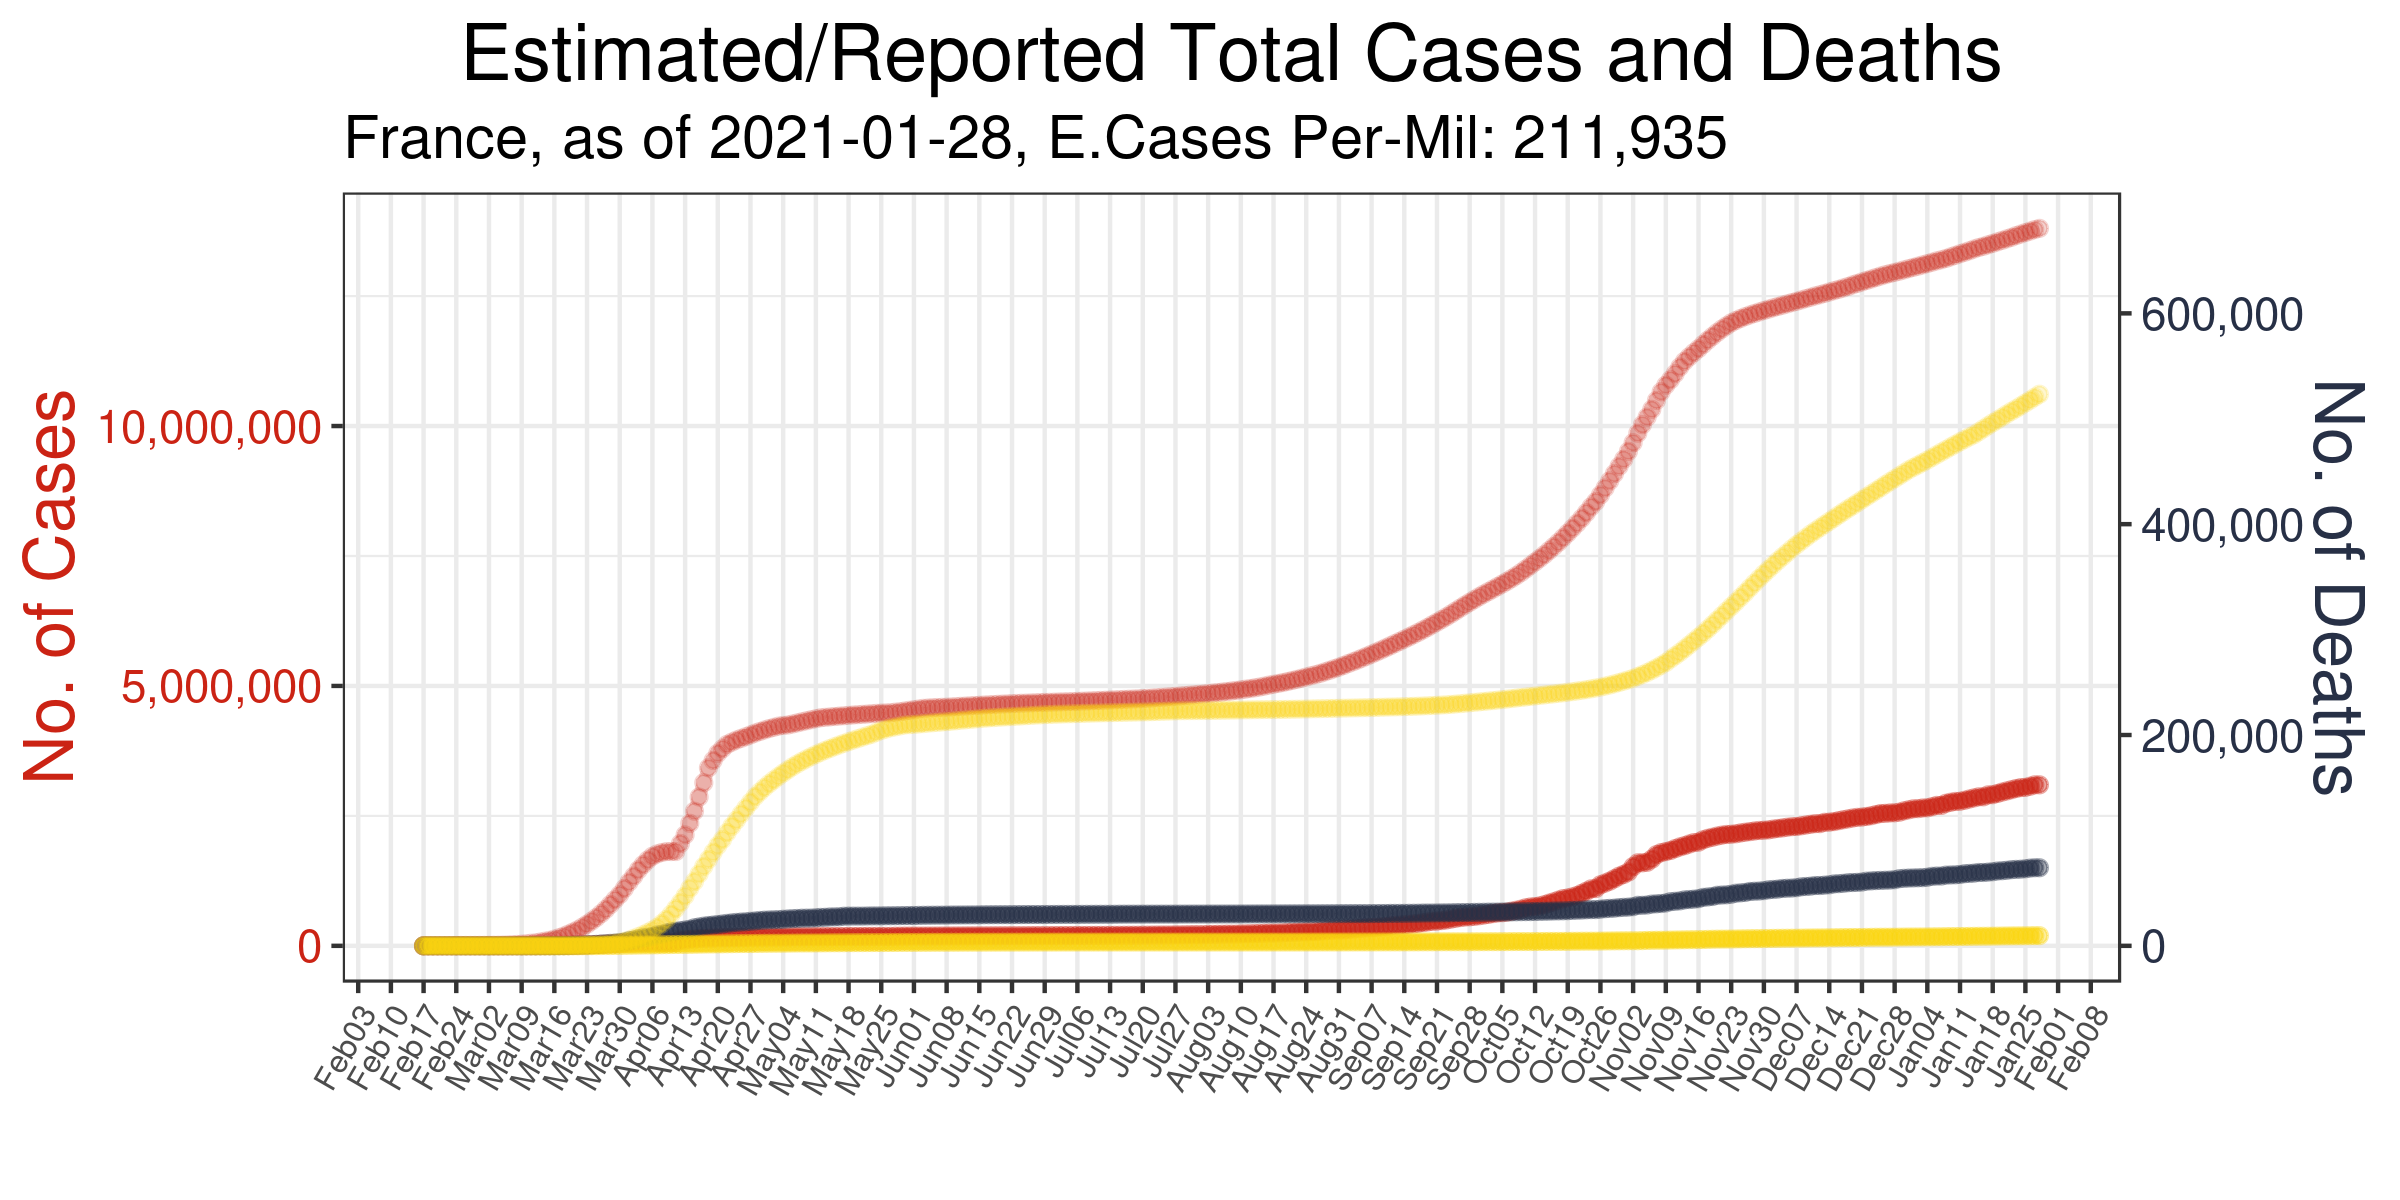 Estimated/Reported Total Cases and Deaths
France, as of 2021-01-28, E.Cases Per-Mil: 211,935
No. of Cases
10,000,000
5,000,000
0
600,000
400,000
200,000
0
No. of Deaths
Feb03
Feb10
Feb17
Feb24
Mar02
Mar09
Mar16
Mar23
Mar30
Apr06
Apr13
Apr20
Apr27
May04
May11
May18
May25
Jun01
Jun08
Jun15
Jun22
Jun29
Jul06
Jul13
Jul20
Jul27
Aug03
Aug10
Aug17
Aug24
Aug31
Sep07
Sep14
Sep21
Sep28
Oct05
Oct12
Oct19
Oct26
Nov02
Nov09
Nov16
Nov23
Nov30
Dec07
Dec14
Dec21
Dec28
Jan04
Jan11
Jan18
Jan25
Feb01
Feb08